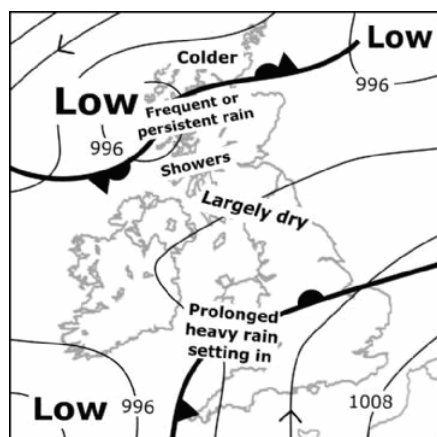 Low
Colder
996
Low
Frequent or
persistent rain
996
Showers
Largely dry
Prolonged
heavy rain
setting in
Low 996
1008